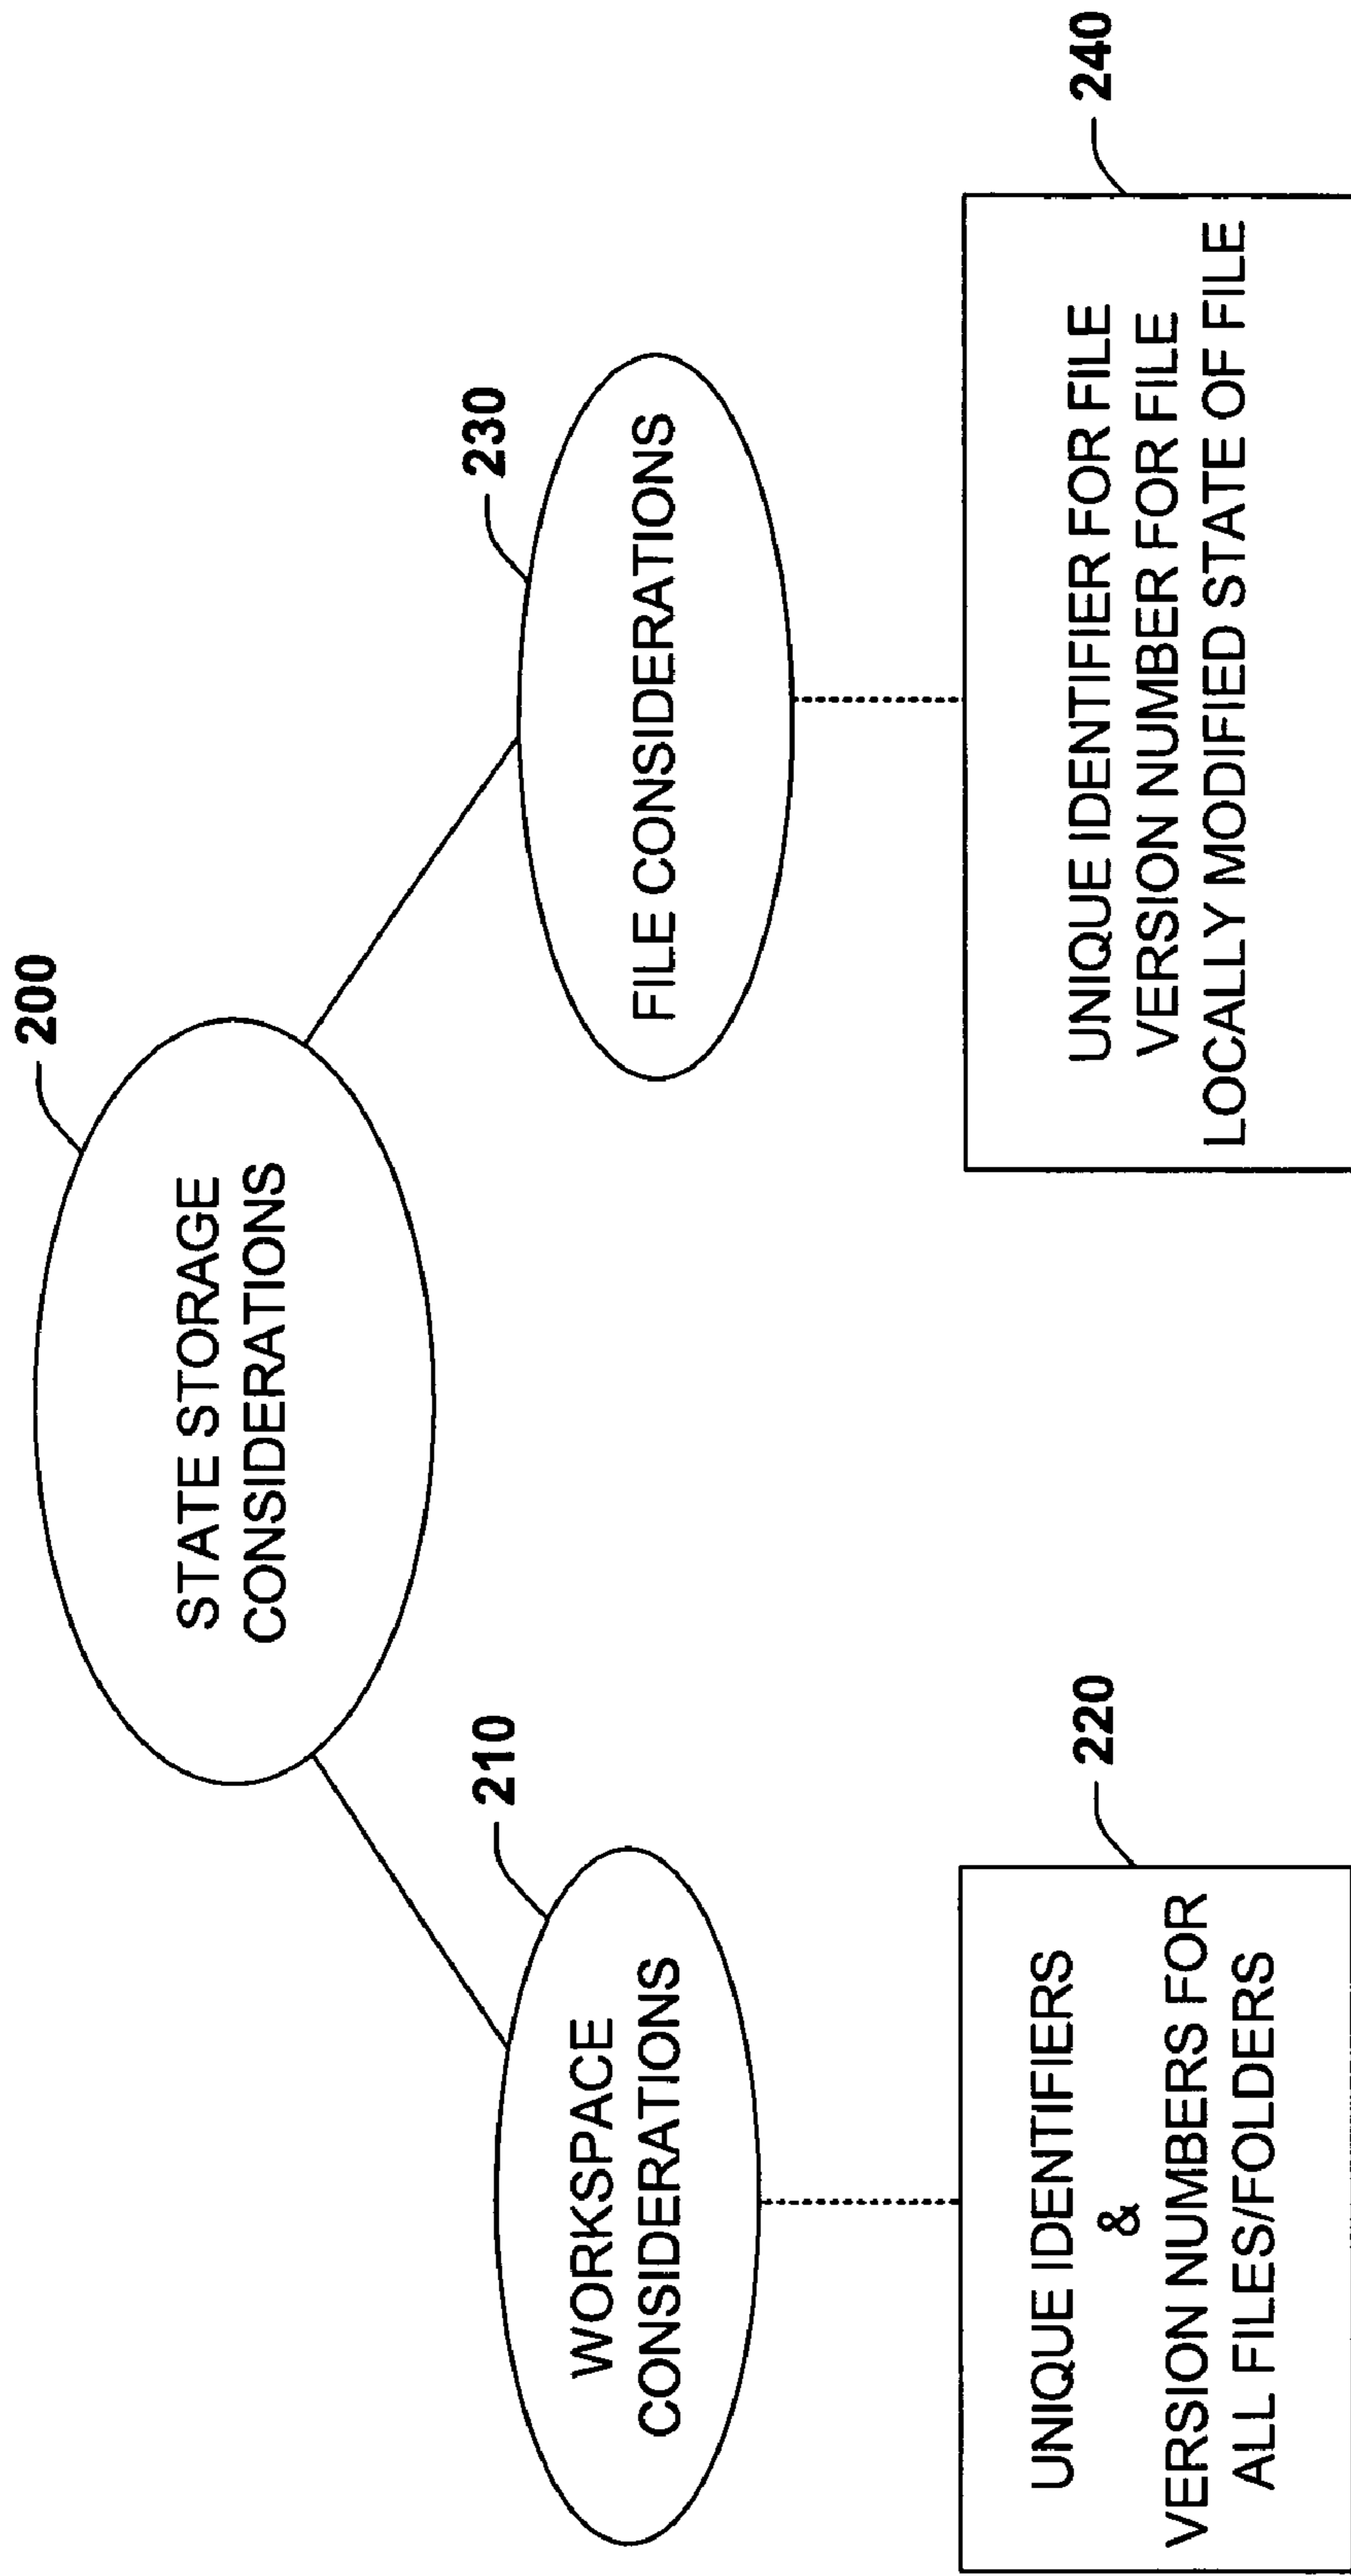 200
STATE STORAGE
CONSIDERATIONS
210
WORKSPACE
CONSIDERATIONS
230
FILE CONSIDERATIONS
220
UNIQUE IDENTIFIERS
&
VERSION NUMBERS FOR
ALL FILES/FOLDERS
240
UNIQUE IDENTIFIER FOR FILE
VERSION NUMBER FOR FILE
LOCALLY MODIFIED STATE OF FILE